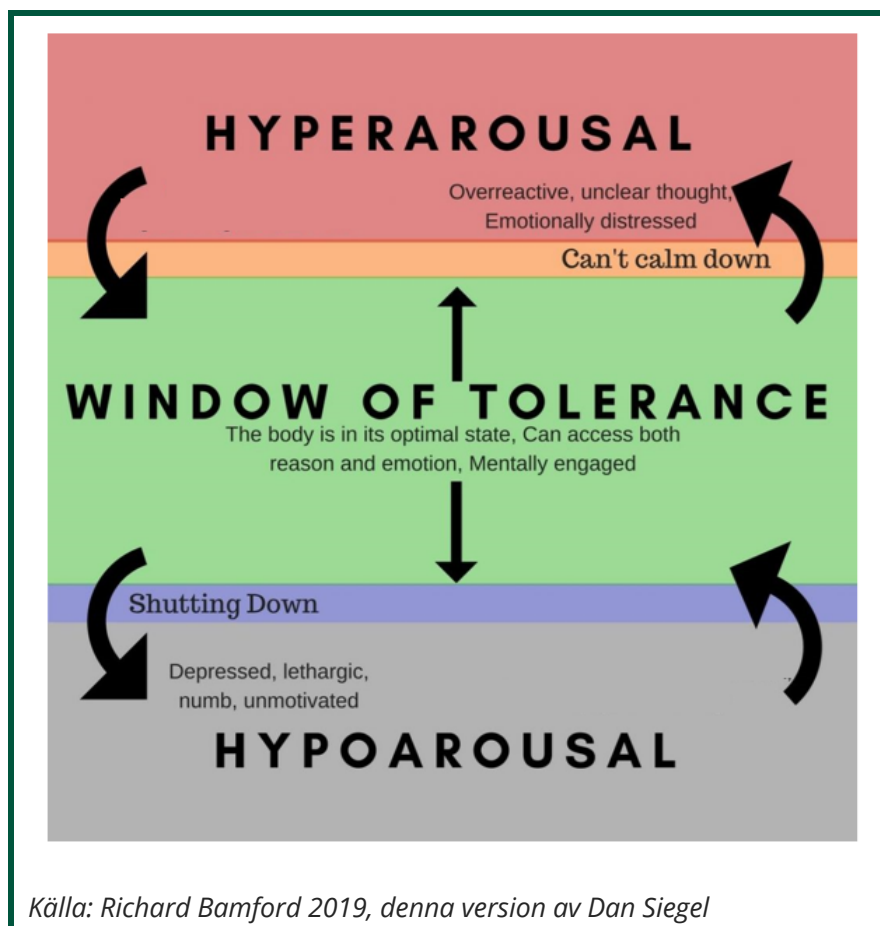 HYPERAROUSAL
Overreactive, unclear thought,
Emotionally distressed
Can't calm down
WINDOW OF TOLERANCE
The body is in its optimal state, Can access both
reason and emotion, Mentally engaged
Shutting Down
Depressed, lethargic,
numb, unmotivated
HYPOAROUSAL
Källa: Richard Bamford 2019, denna version av Dan Siegel